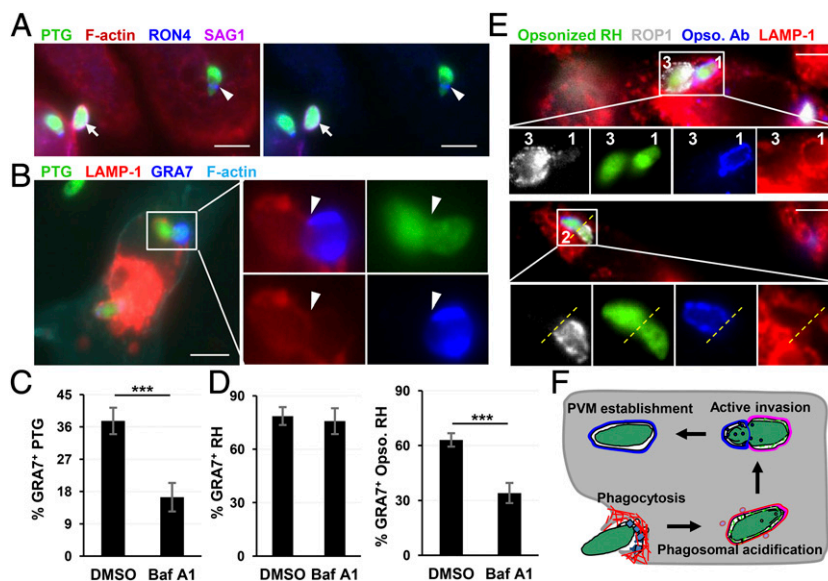 A
PTG F-actin RON4 SAG1
B
PTG LAMP-1 GRA7 F-actin
C
% GRA7+ PTG
45
36
27
18
9
0
***
DMSO Baf A1
D
% GRA7+ RH
90
60
30
0
DMSO Baf A1
% GRA7+ Opso. RH
90
60
30
0
***
DMSO Baf A1
E
Opsonized RH ROP1 Opso. Ab LAMP-1
3 1
3 1 3 1 3 1 3 1
2
F
PVM establishment Active invasion
Phagocytosis
Phagosomal acidification